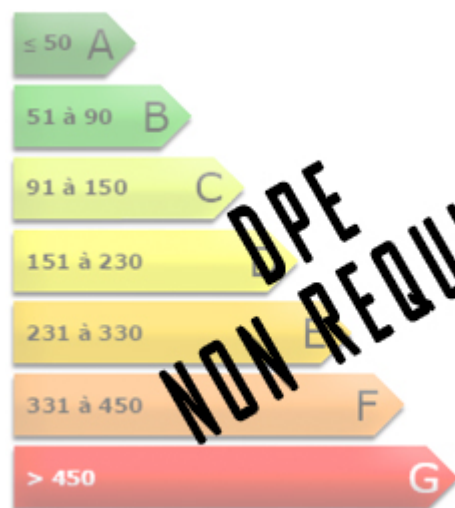 ≤ 50 A
51 à 90 B
91 à 150 C
151 à 230
231 à 330 E
331 à 450 F
> 450 G
DPE
NON REQU